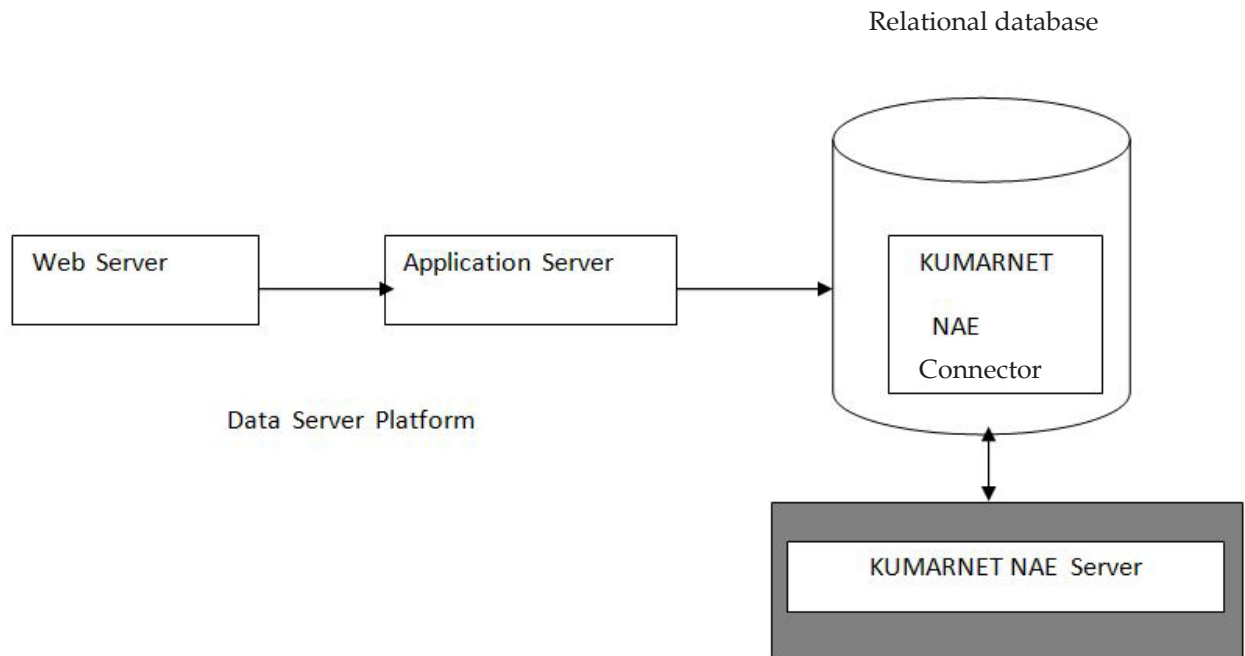 Relational database
Web Server
Application Server
KUMARNET
NAE
Connector
Data Server Platform
KUMARNET NAE Server